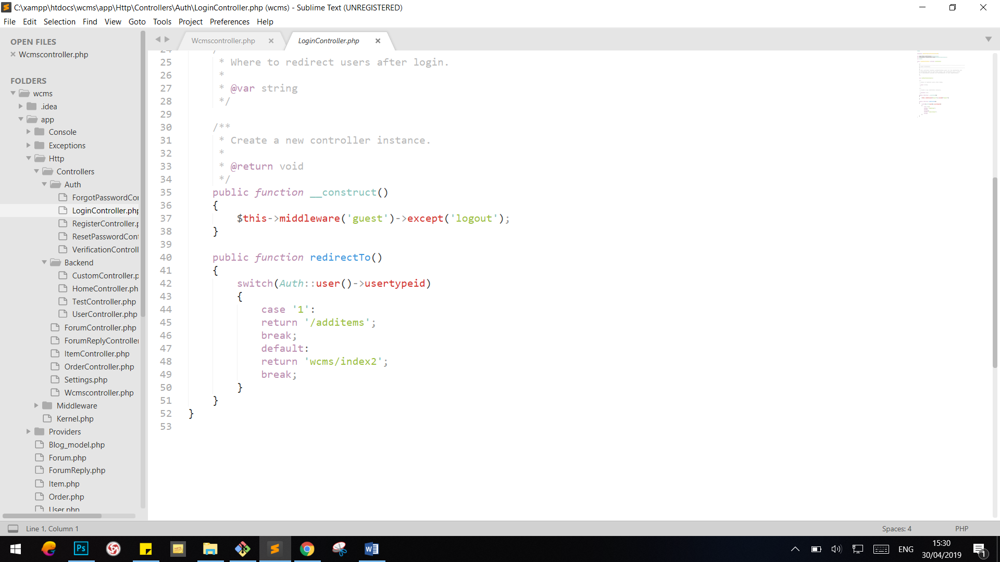 C:\xampp\htdocs\wcms\app\Http\Controllers\Auth\LoginController.php (wcms) - Sublime Text (UNREGISTERED)
File Edit Selection Find View Goto Tools Project Preferences Help
OPEN FILES
Wcmscontroller.php
FOLDERS
wcms
.idea
app
Console
Exceptions
Http
Controllers
Auth
ForgotPasswordCor
LoginController.php
RegisterController.p
ResetPasswordCont
VerificationControll
Backend
CustomController.p
HomeController.ph
TestController.php
UserController.php
ForumController.php
ForumReplyController
ItemController.php
OrderController.php
Settings.php
Wcmscontroller.php
Middleware
Kernel.php
Providers
Blog_model.php
Forum.php
ForumReply.php
Item.php
Order.php
User.php
Wcmscontroller.php LoginController.php
24 /
25 * Where to redirect users after login.
26 *
27 * @var string
28 */
29
30 /**
31 * Create a new controller instance.
32 *
33 * @return void
34 */
35 public function __construct()
36 {
37 $this->middleware('guest')->except('logout');
38 }
39
40 public function redirectTo()
41 {
42 switch(Auth::user()->usertypeid)
43 {
44 case '1':
45 return '/additems';
46 break;
47 default:
48 return 'wcms/index2';
49 break;
50 }
51 }
52 }
53
Line 1, Column 1 Spaces: 4 PHP
Ps
W
ENG
15:30
30/04/2019
1